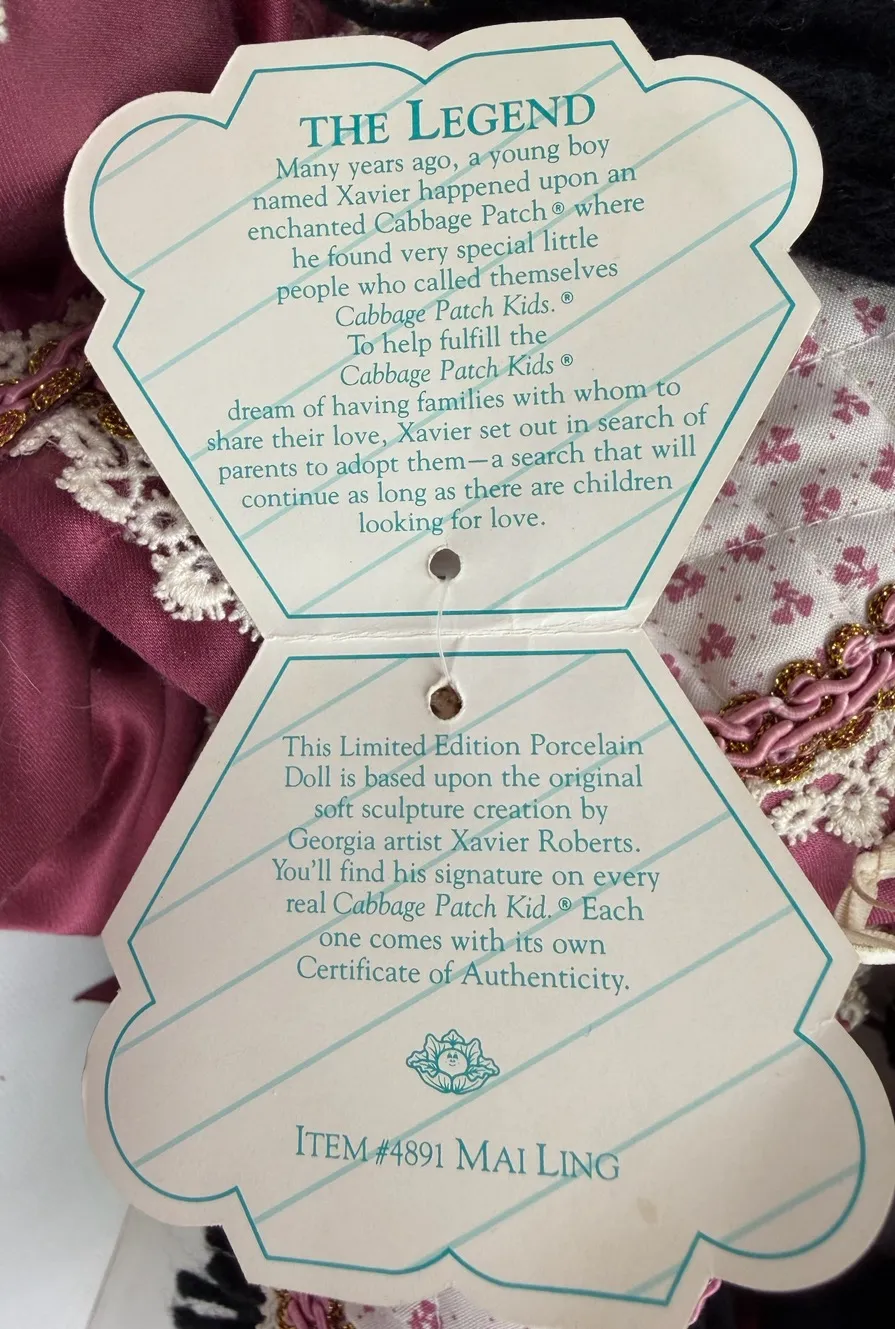 THE LEGEND
Many years ago, a young boy
named Xavier happened upon an
enchanted Cabbage Patch® where
he found very special little
people who called themselves
Cabbage Patch Kids.®
To help fulfill the
Cabbage Patch Kids®
dream of having families with whom to
share their love, Xavier set out in search of
parents to adopt them—a search that will
continue as long as there are children
looking for love.
This Limited Edition Porcelain
Doll is based upon the original
soft sculpture creation by
Georgia artist Xavier Roberts.
You'll find his signature on every
real Cabbage Patch Kid.® Each
one comes with its own
Certificate of Authenticity.
ITEM #4891 MAI LING